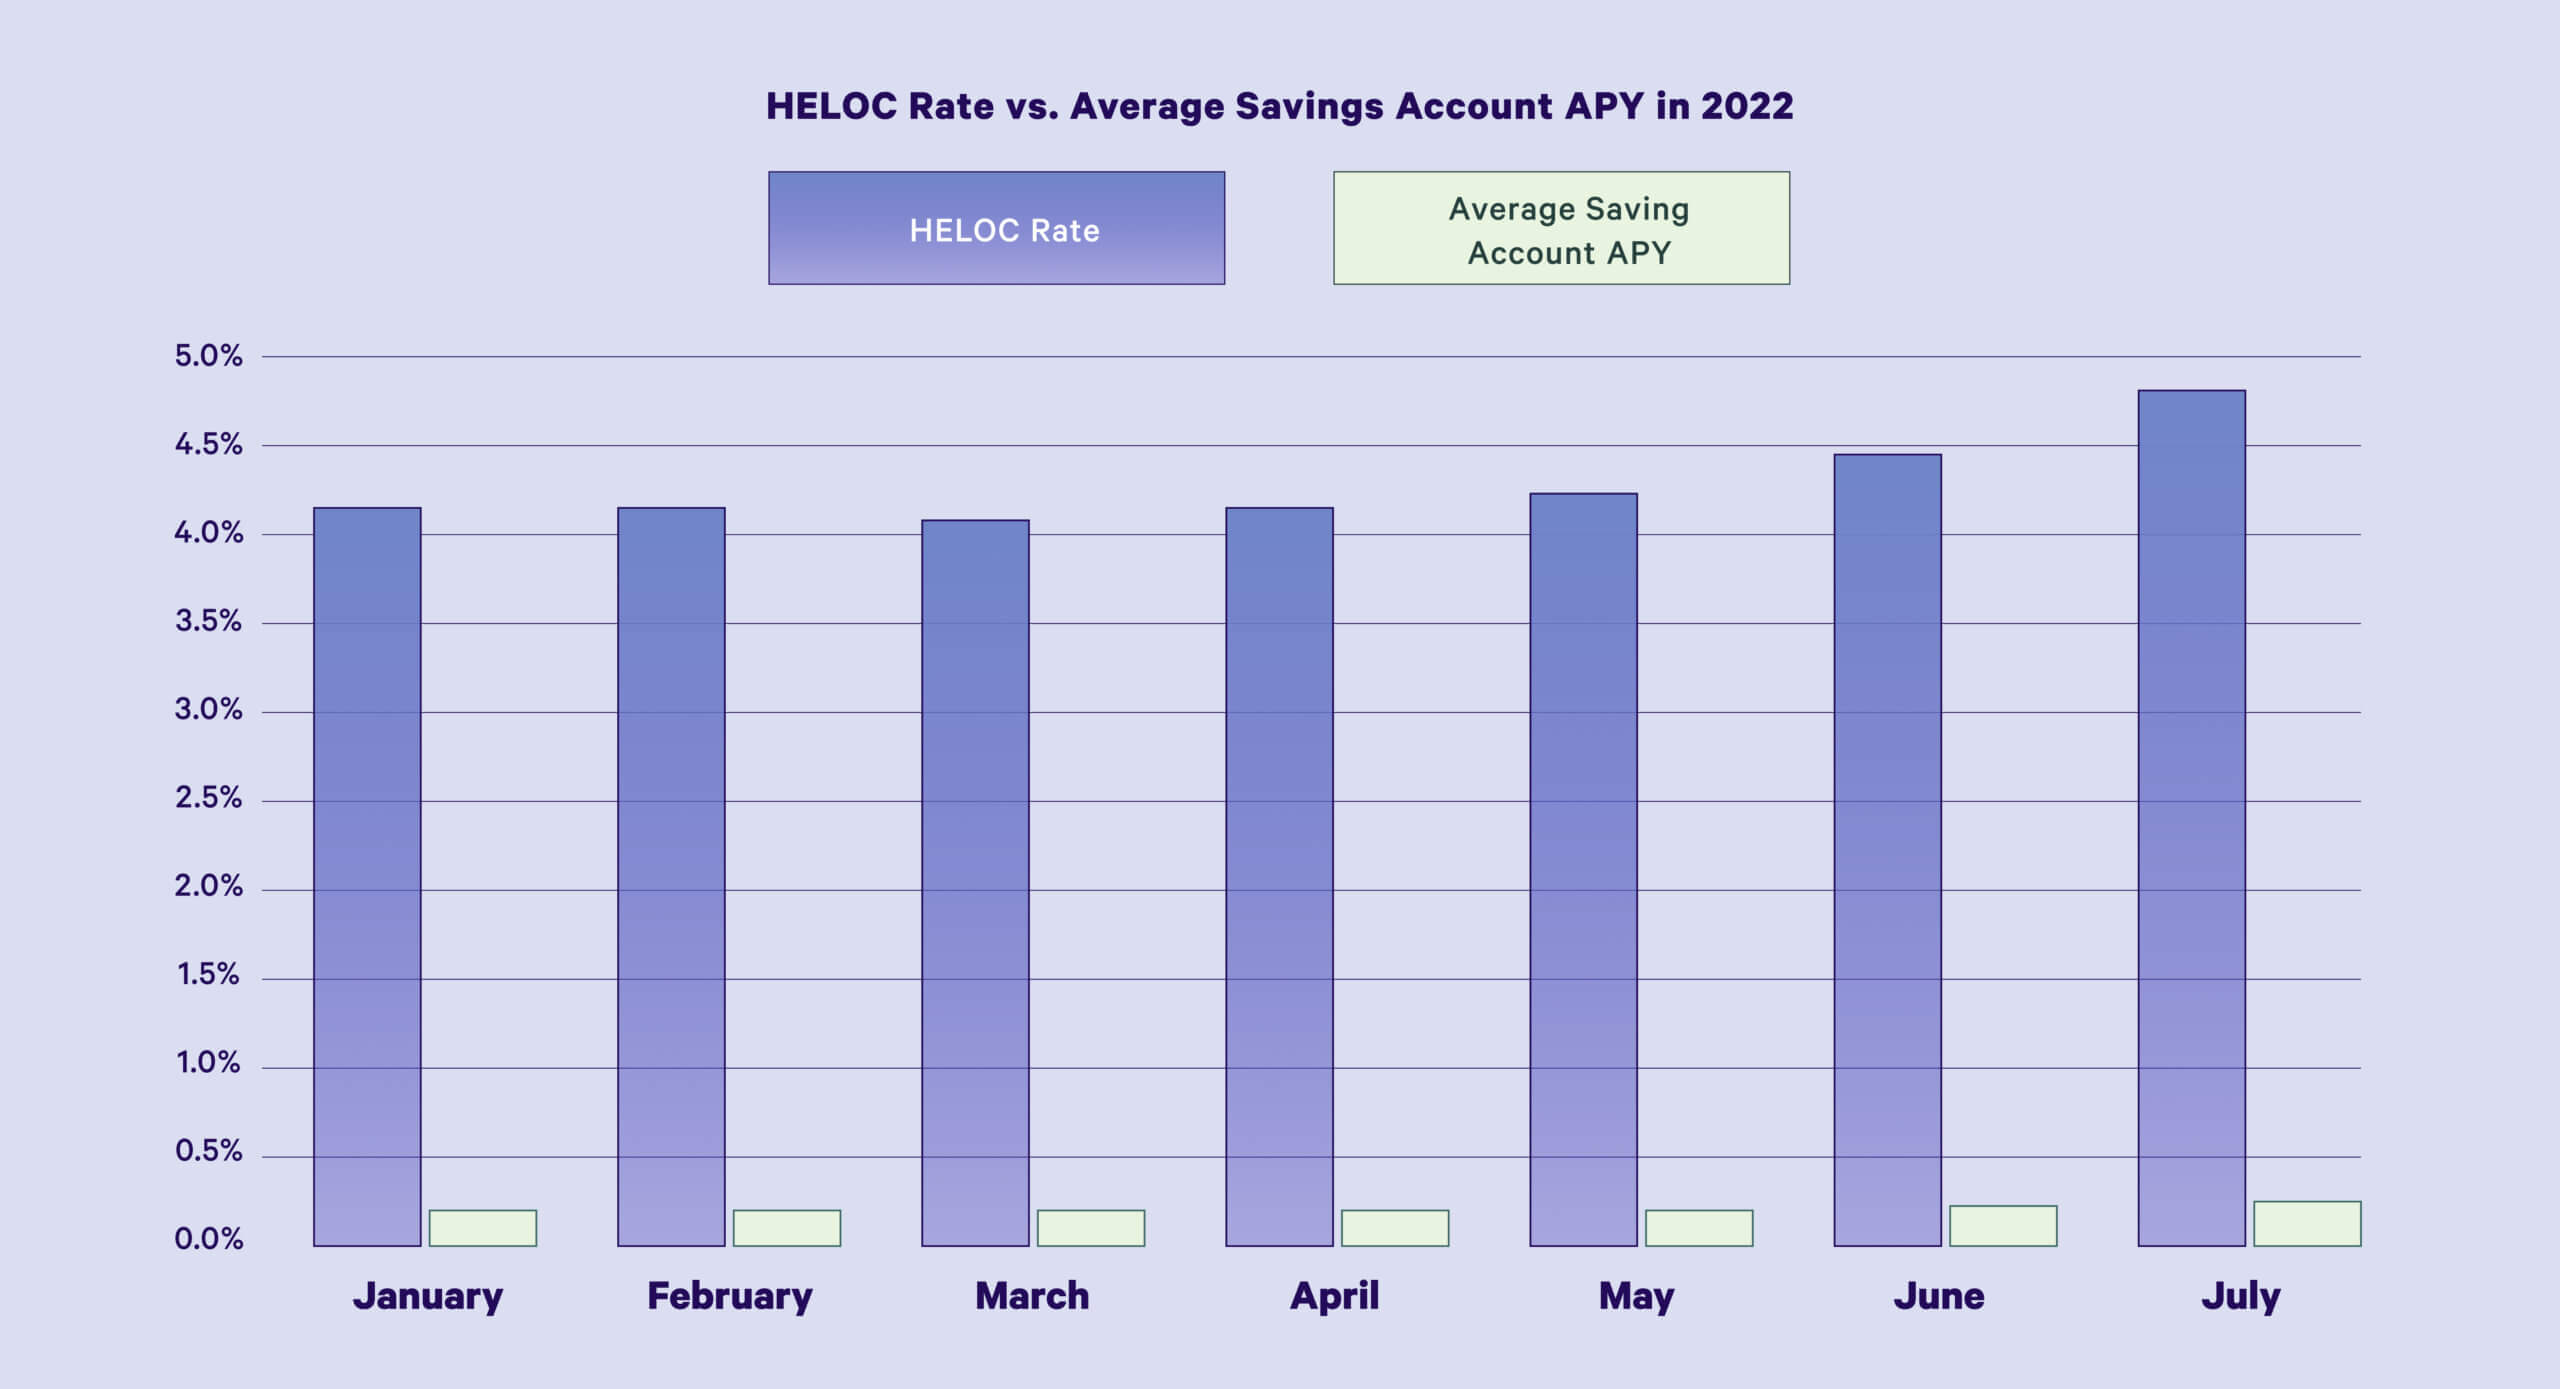 HELOC Rate vs. Average Savings Account APY in 2022
HELOC Rate
Average Saving
Account APY
5.0%
4.5%
4.0%
3.5%
3.0%
2.5%
2.0%
1.5%
1.0%
0.5%
0.0%
January February March April May June July